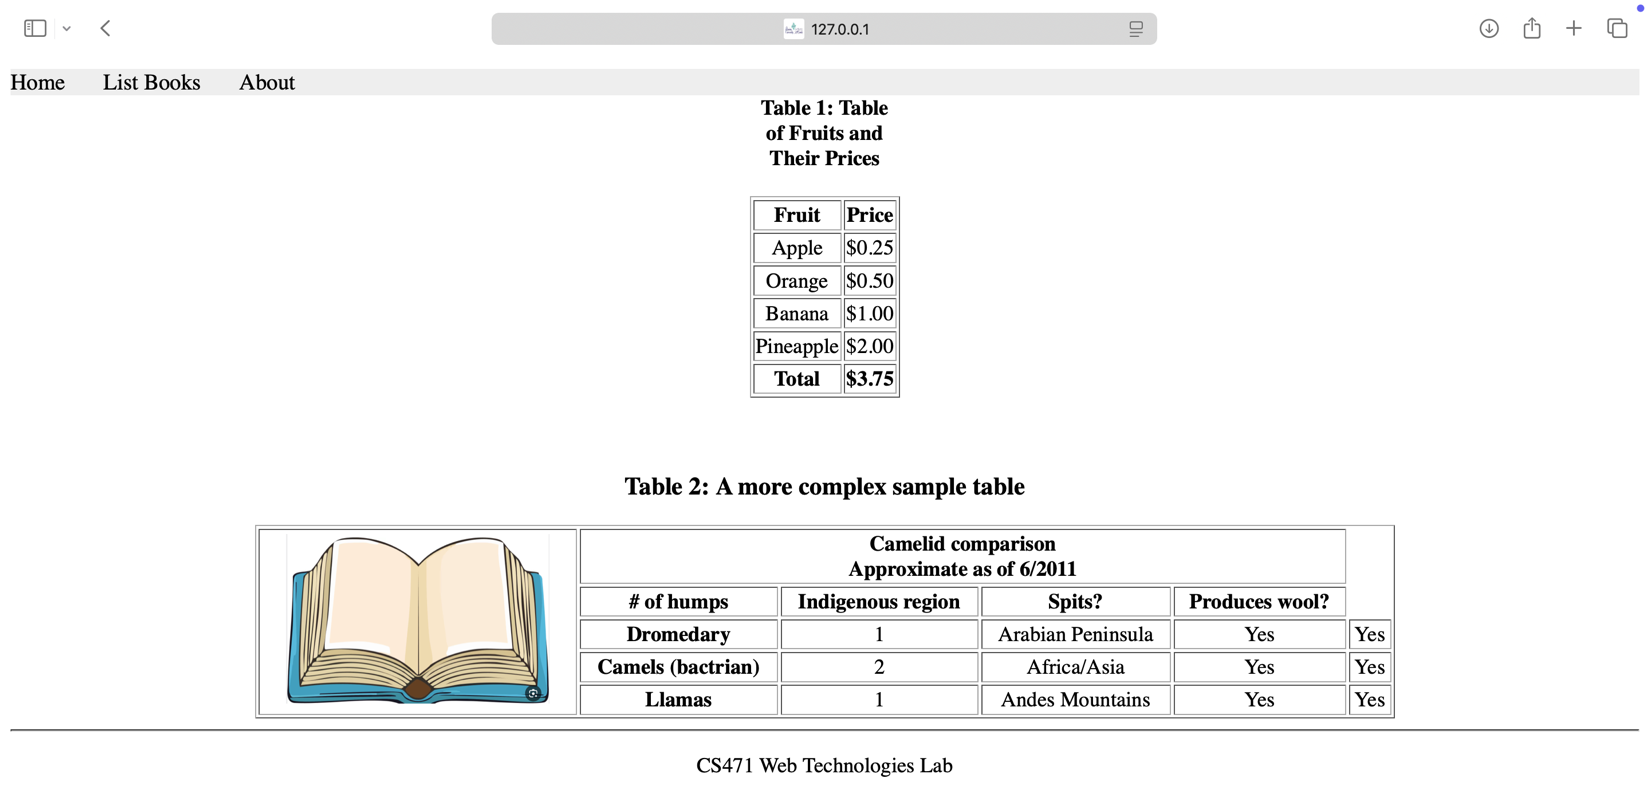 127.0.0.1
Home List Books About
Table 1: Table
of Fruits and
Their Prices
Fruit Price
Apple $0.25
Orange $0.50
Banana $1.00
Pineapple $2.00
Total $3.75
Table 2: A more complex sample table
Camelid comparison
Approximate as of 6/2011
# of humps Indigenous region Spits? Produces wool?
Dromedary 1 Arabian Peninsula Yes Yes
Camels (bactrian) 2 Africa/Asia Yes Yes
Llamas 1 Andes Mountains Yes Yes
CS471 Web Technologies Lab